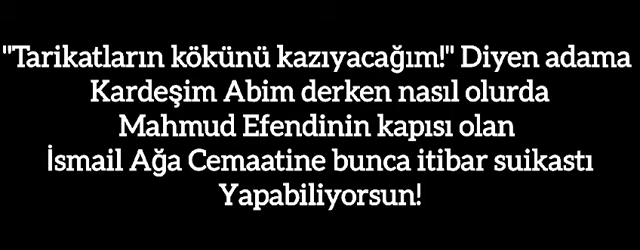 "Tarikatların kökünü kazıyacağım!" Diyen adama
Kardeşim Abim derken nasıl olurda
Mahmud Efendinin kapısı olan
İsmail Ağa Cemaatine bunca itibar suikastı
Yapabiliyorsun!